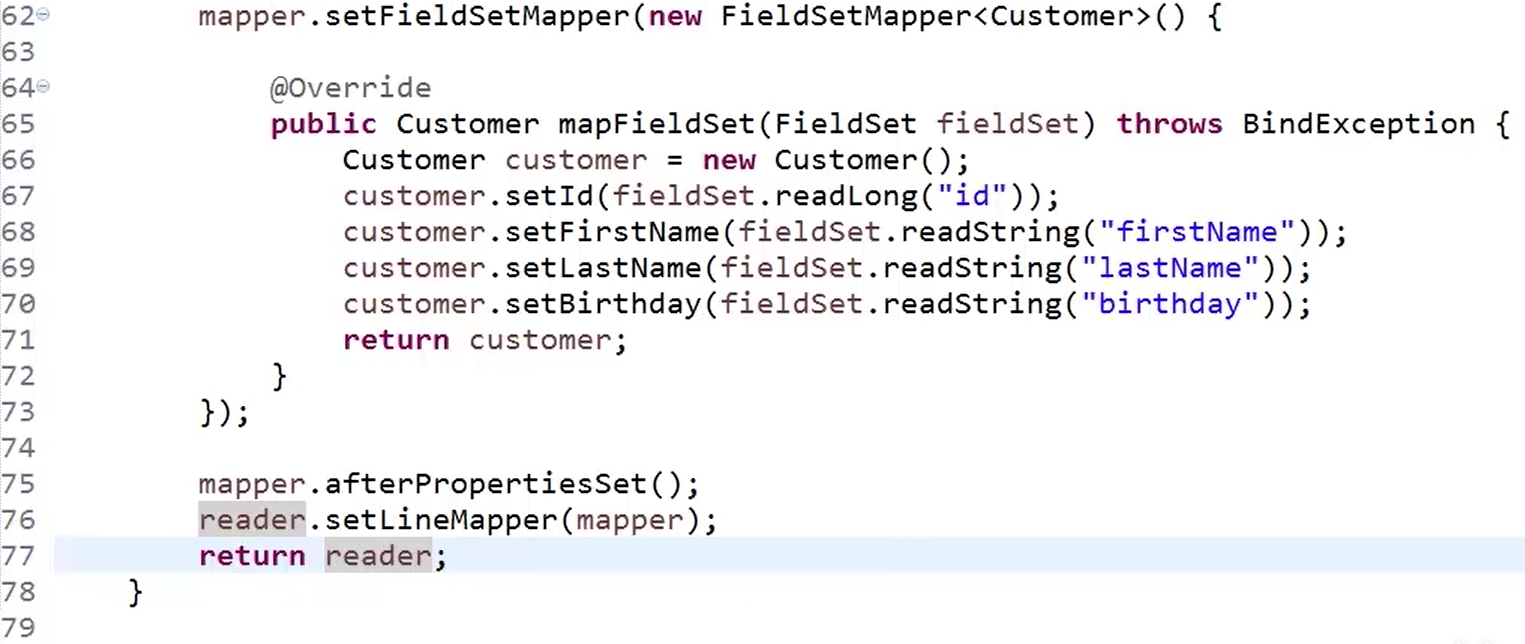 62 mapper.setFieldSetMapper(new FieldSetMapper<Customer>() {
63
64 @Override
65 public Customer mapFieldSet(FieldSet fieldSet) throws BindException {
66 Customer customer = new Customer();
67 customer.setId(fieldSet.readLong("id"));
68 customer.setFirstName(fieldSet.readString("firstName"));
69 customer.setLastName(fieldSet.readString("lastName"));
70 customer.setBirthday(fieldSet.readString("birthday"));
71 return customer;
72 }
73 });
74
75 mapper.afterPropertiesSet();
76 reader.setLineMapper(mapper);
77 return reader;
78 }
79